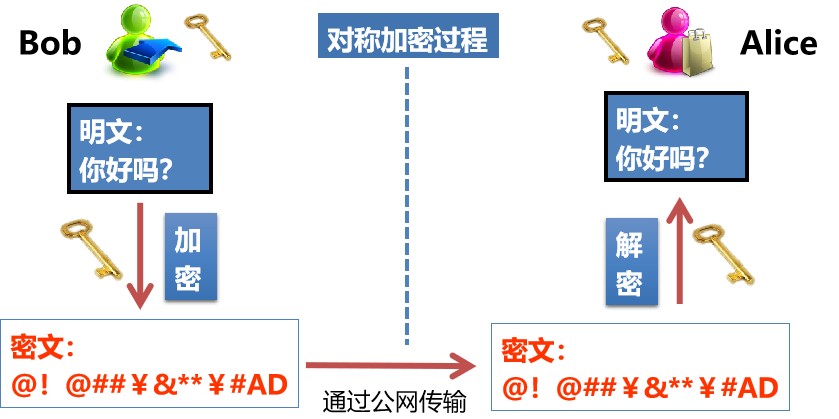 Bob
对称加密过程
Alice
明文：
你好吗？
明文：
你好吗？
加
密
解
密
密文：
@！@##￥&**￥#AD
密文：
@！@##￥&**￥#AD
通过公网传输